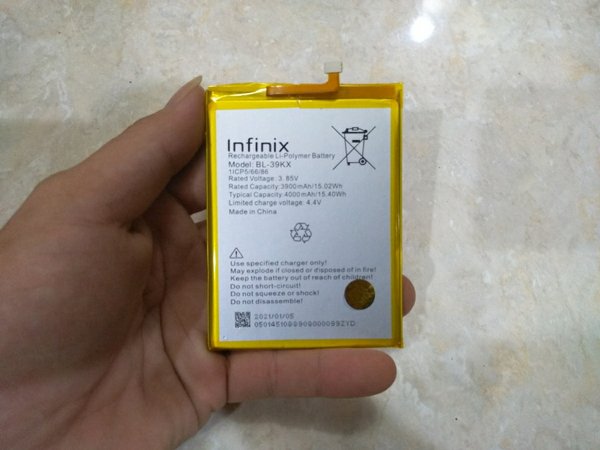 Infinix
Rechargeable Li-Polymer Battery
Model: BL-39KX
1ICP5/66/86
Rated Voltage: 3.85V
Rated Capacity:3900mAh/15.02Wh
Typical Capacity:4000mAh/15.40Wh
Limited charge voltage: 4.4V
Made in China
Use specified charger only!
May explode if closed or disposed of in fire!
Keep the battery out of reach of children!
Do not short-circuit!
Do not squeeze or shock!
Do not disassemble!
2021/01/05